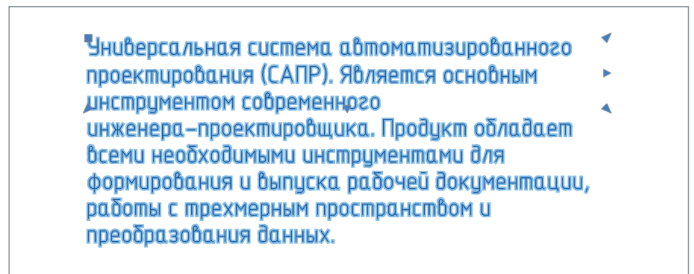 Универсальная система автоматизированного
проектирования (САПР). Является основным
инструментом современного
инженера-проектировщика. Продукт обладает
всеми необходимыми инструментами для
формирования и выпуска рабочей документации,
работы с трехмерным пространством и
преобразования данных.